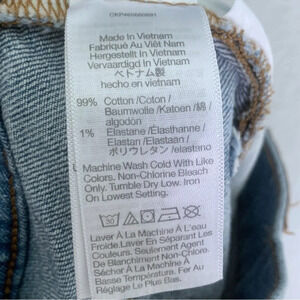 Made In Vietnam
Fabriqué Au Viêt Nam
Hergestellt In Vietnam
Vervaardigd In Vietnam
ベトナム製
hecho en vietnam
99% Cotton /Coton /
Baumwolle /Katoen /綿 /
algodón
1% Elastane /Élasthanne /
Elastan /Elastaan /
ポリウレタン /elastano
Machine Wash Cold With Like
Colors. Non-Chlorine Bleach
Only. Tumble Dry Low. Iron
On Lowest Setting.
Laver À La Machine À L'eau
Froide. Laver En Séparant Les
Couleurs. Seulement Agent
De Blanchiment Non-Chloré.
Sécher À La Machine À
Basse Température. Fer Au
Réglage Le Plus Bas.